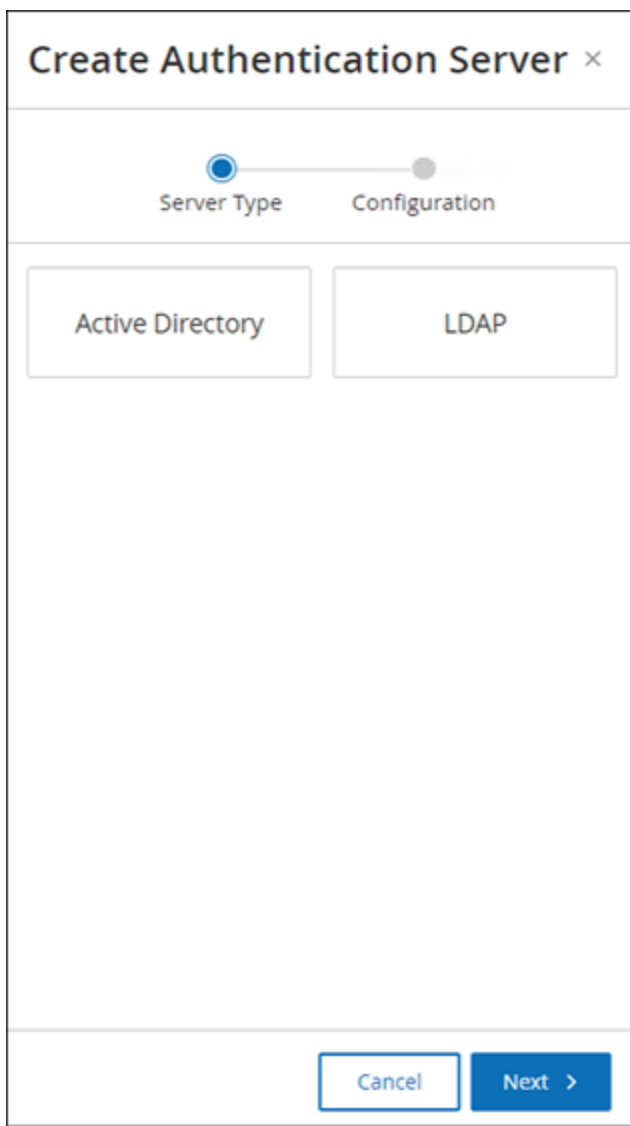 Create Authentication Server ×
Server Type Configuration
Active Directory LDAP
Cancel Next >